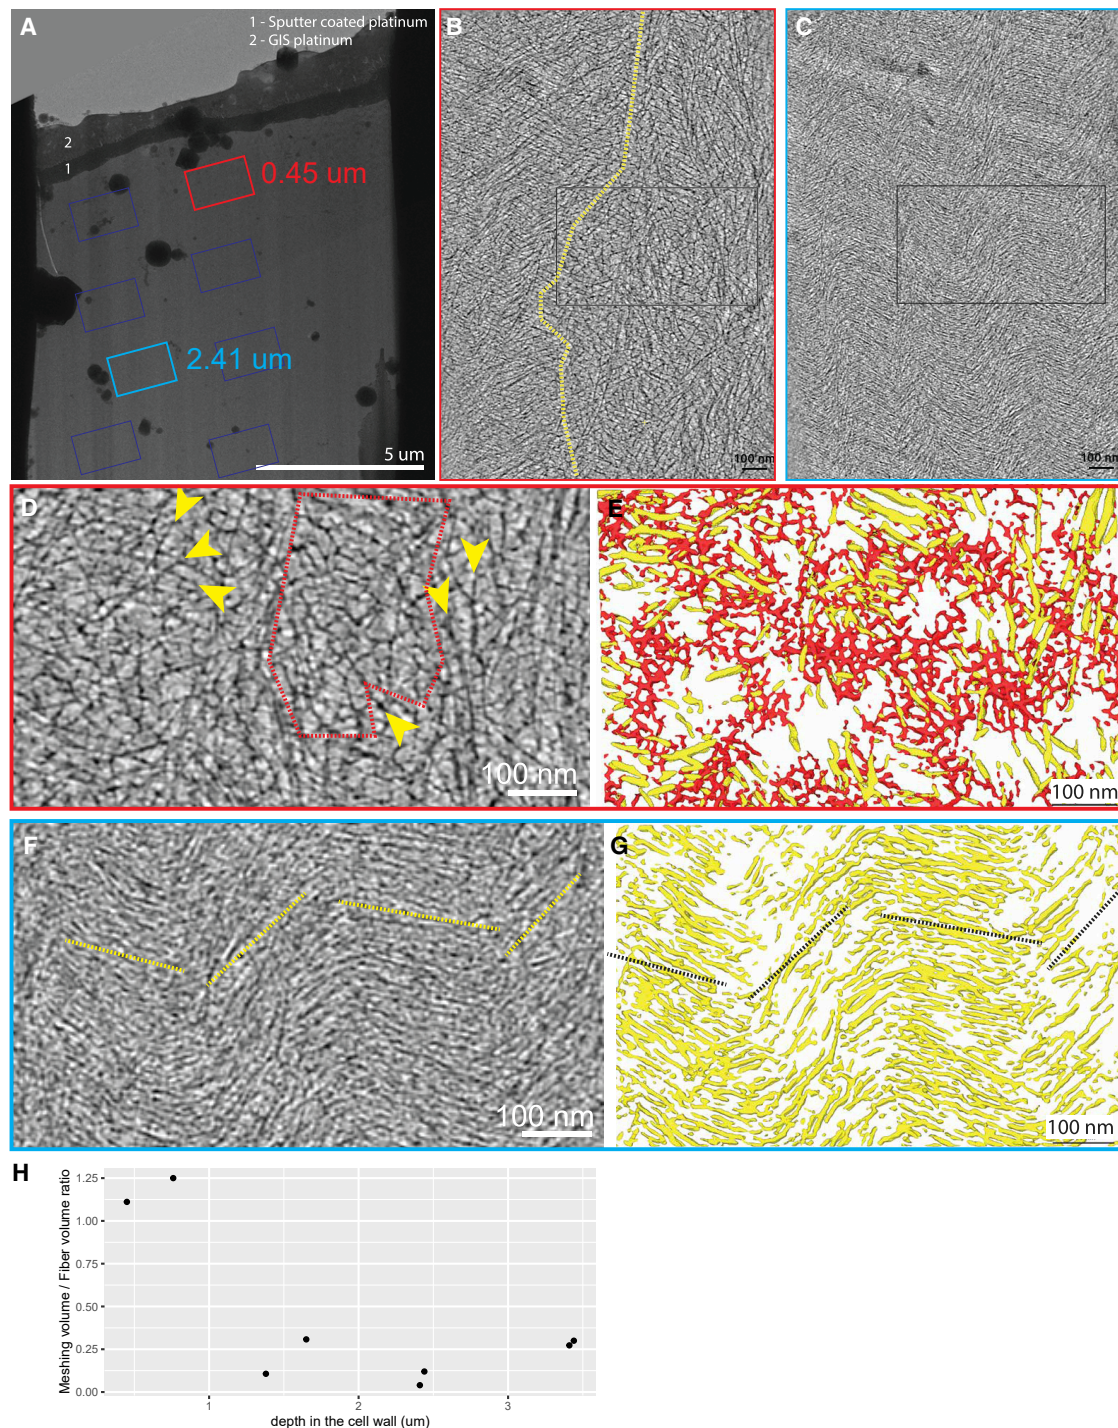 A
1 - Sputter coated platinum
2 - GIS platinum
2
1
0.45 um
2.41 um
5 um
B
100 nm
C
100 nm
D
100 nm
E
100 nm
F
100 nm
G
100 nm
H
Meshing volume / Fiber volume ratio
1.25
1.00
0.75
0.50
0.25
0.00
1
2
3
depth in the cell wall (um)